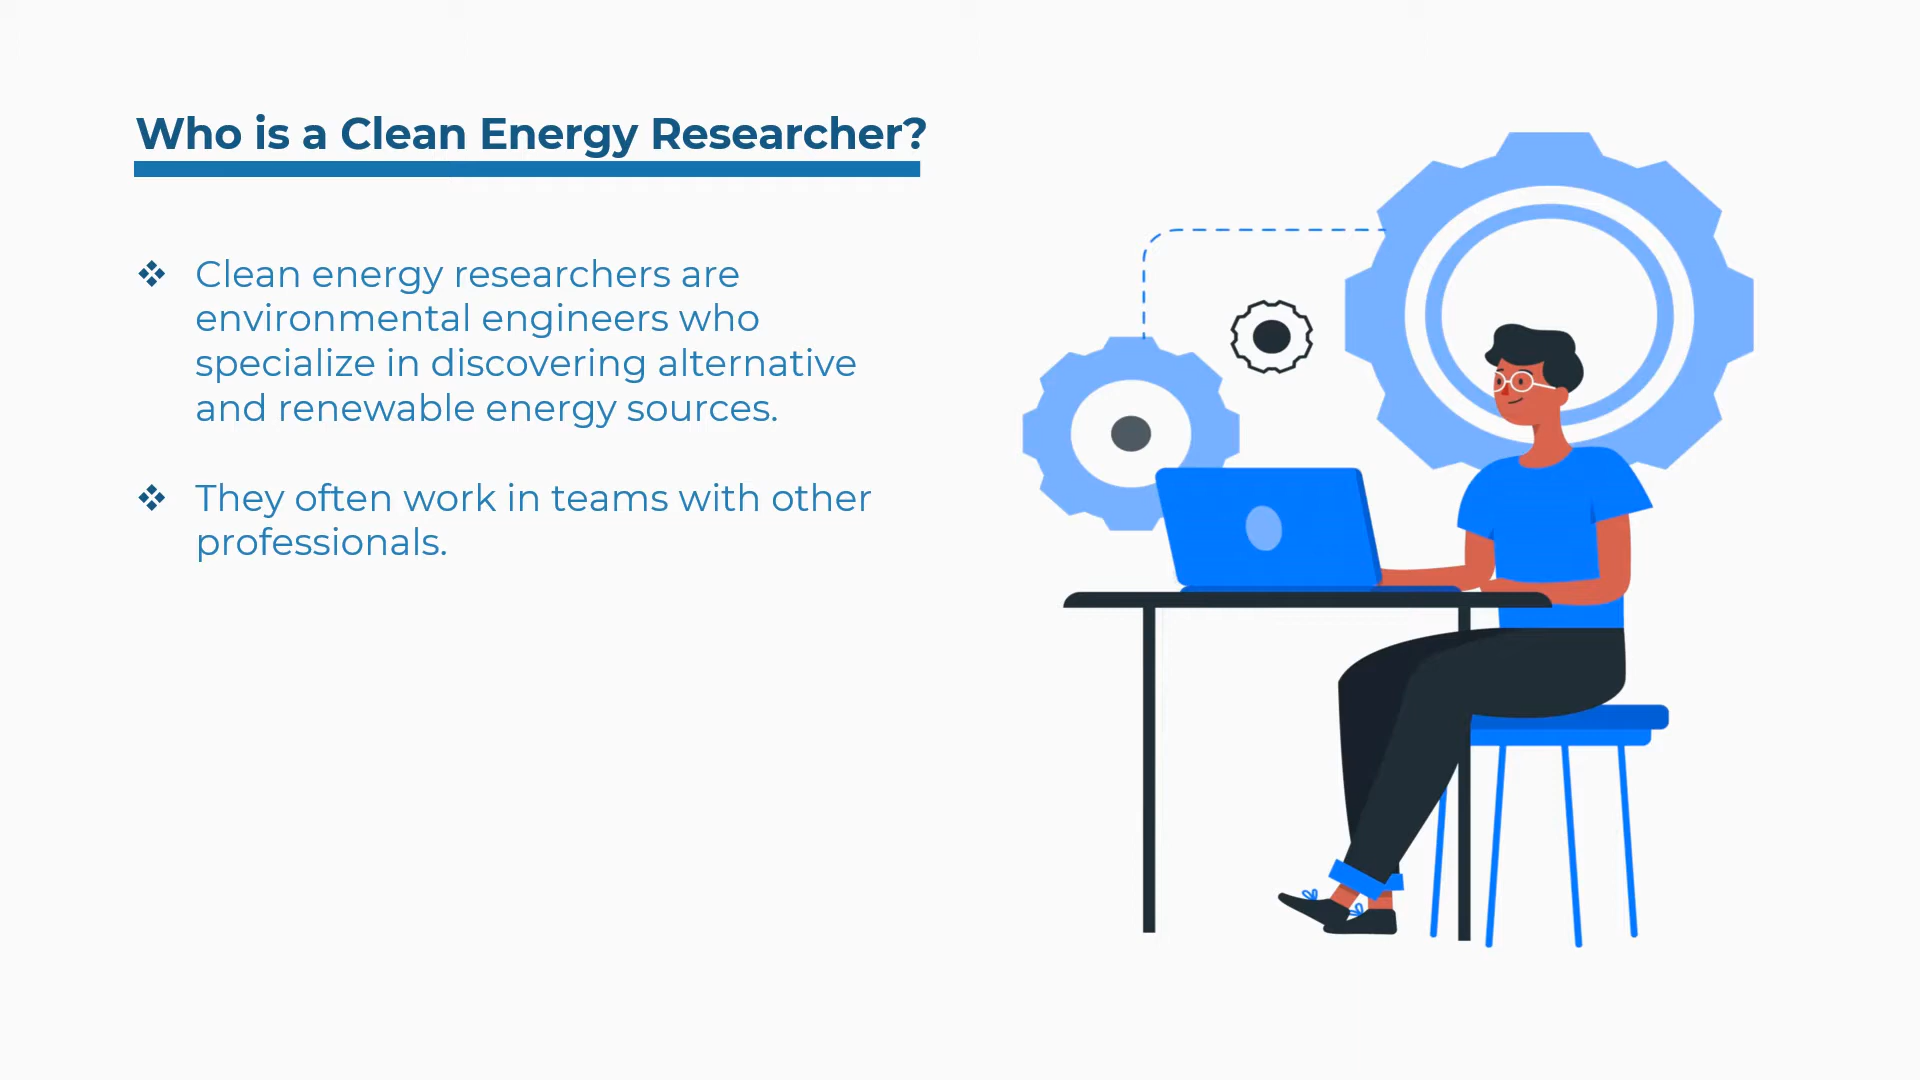 Who is a Clean Energy Researcher?
❖ Clean energy researchers are
environmental engineers who
specialize in discovering alternative
and renewable energy sources.
❖ They often work in teams with other
professionals.